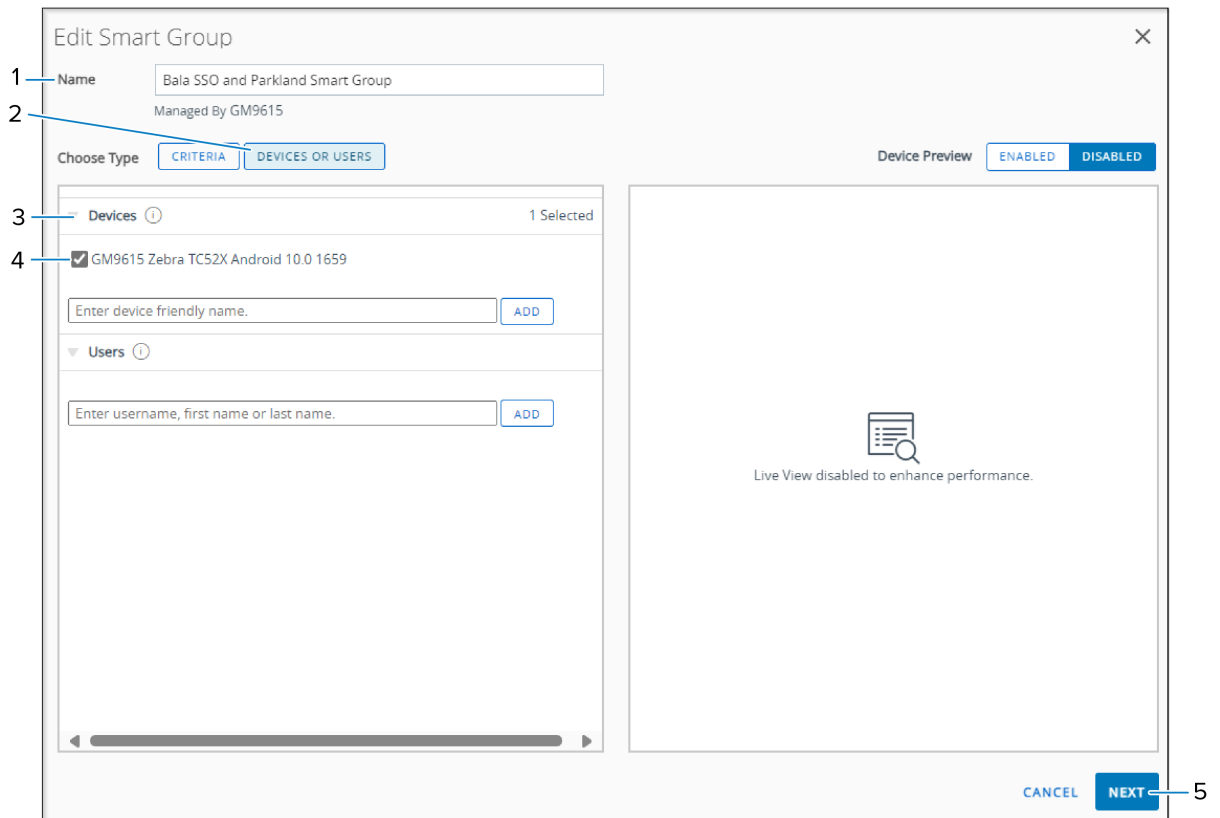 Edit Smart Group
1
Name
Bala SSO and Parkland Smart Group
Managed By GM9615
2
Choose Type
CRITERIA
DEVICES OR USERS
Device Preview
ENABLED
DISABLED
3
Devices
1 Selected
4
GM9615 Zebra TC52X Android 10.0 1659
Enter device friendly name.
ADD
Users
Enter username, first name or last name.
ADD
Live View disabled to enhance performance.
CANCEL
NEXT
5